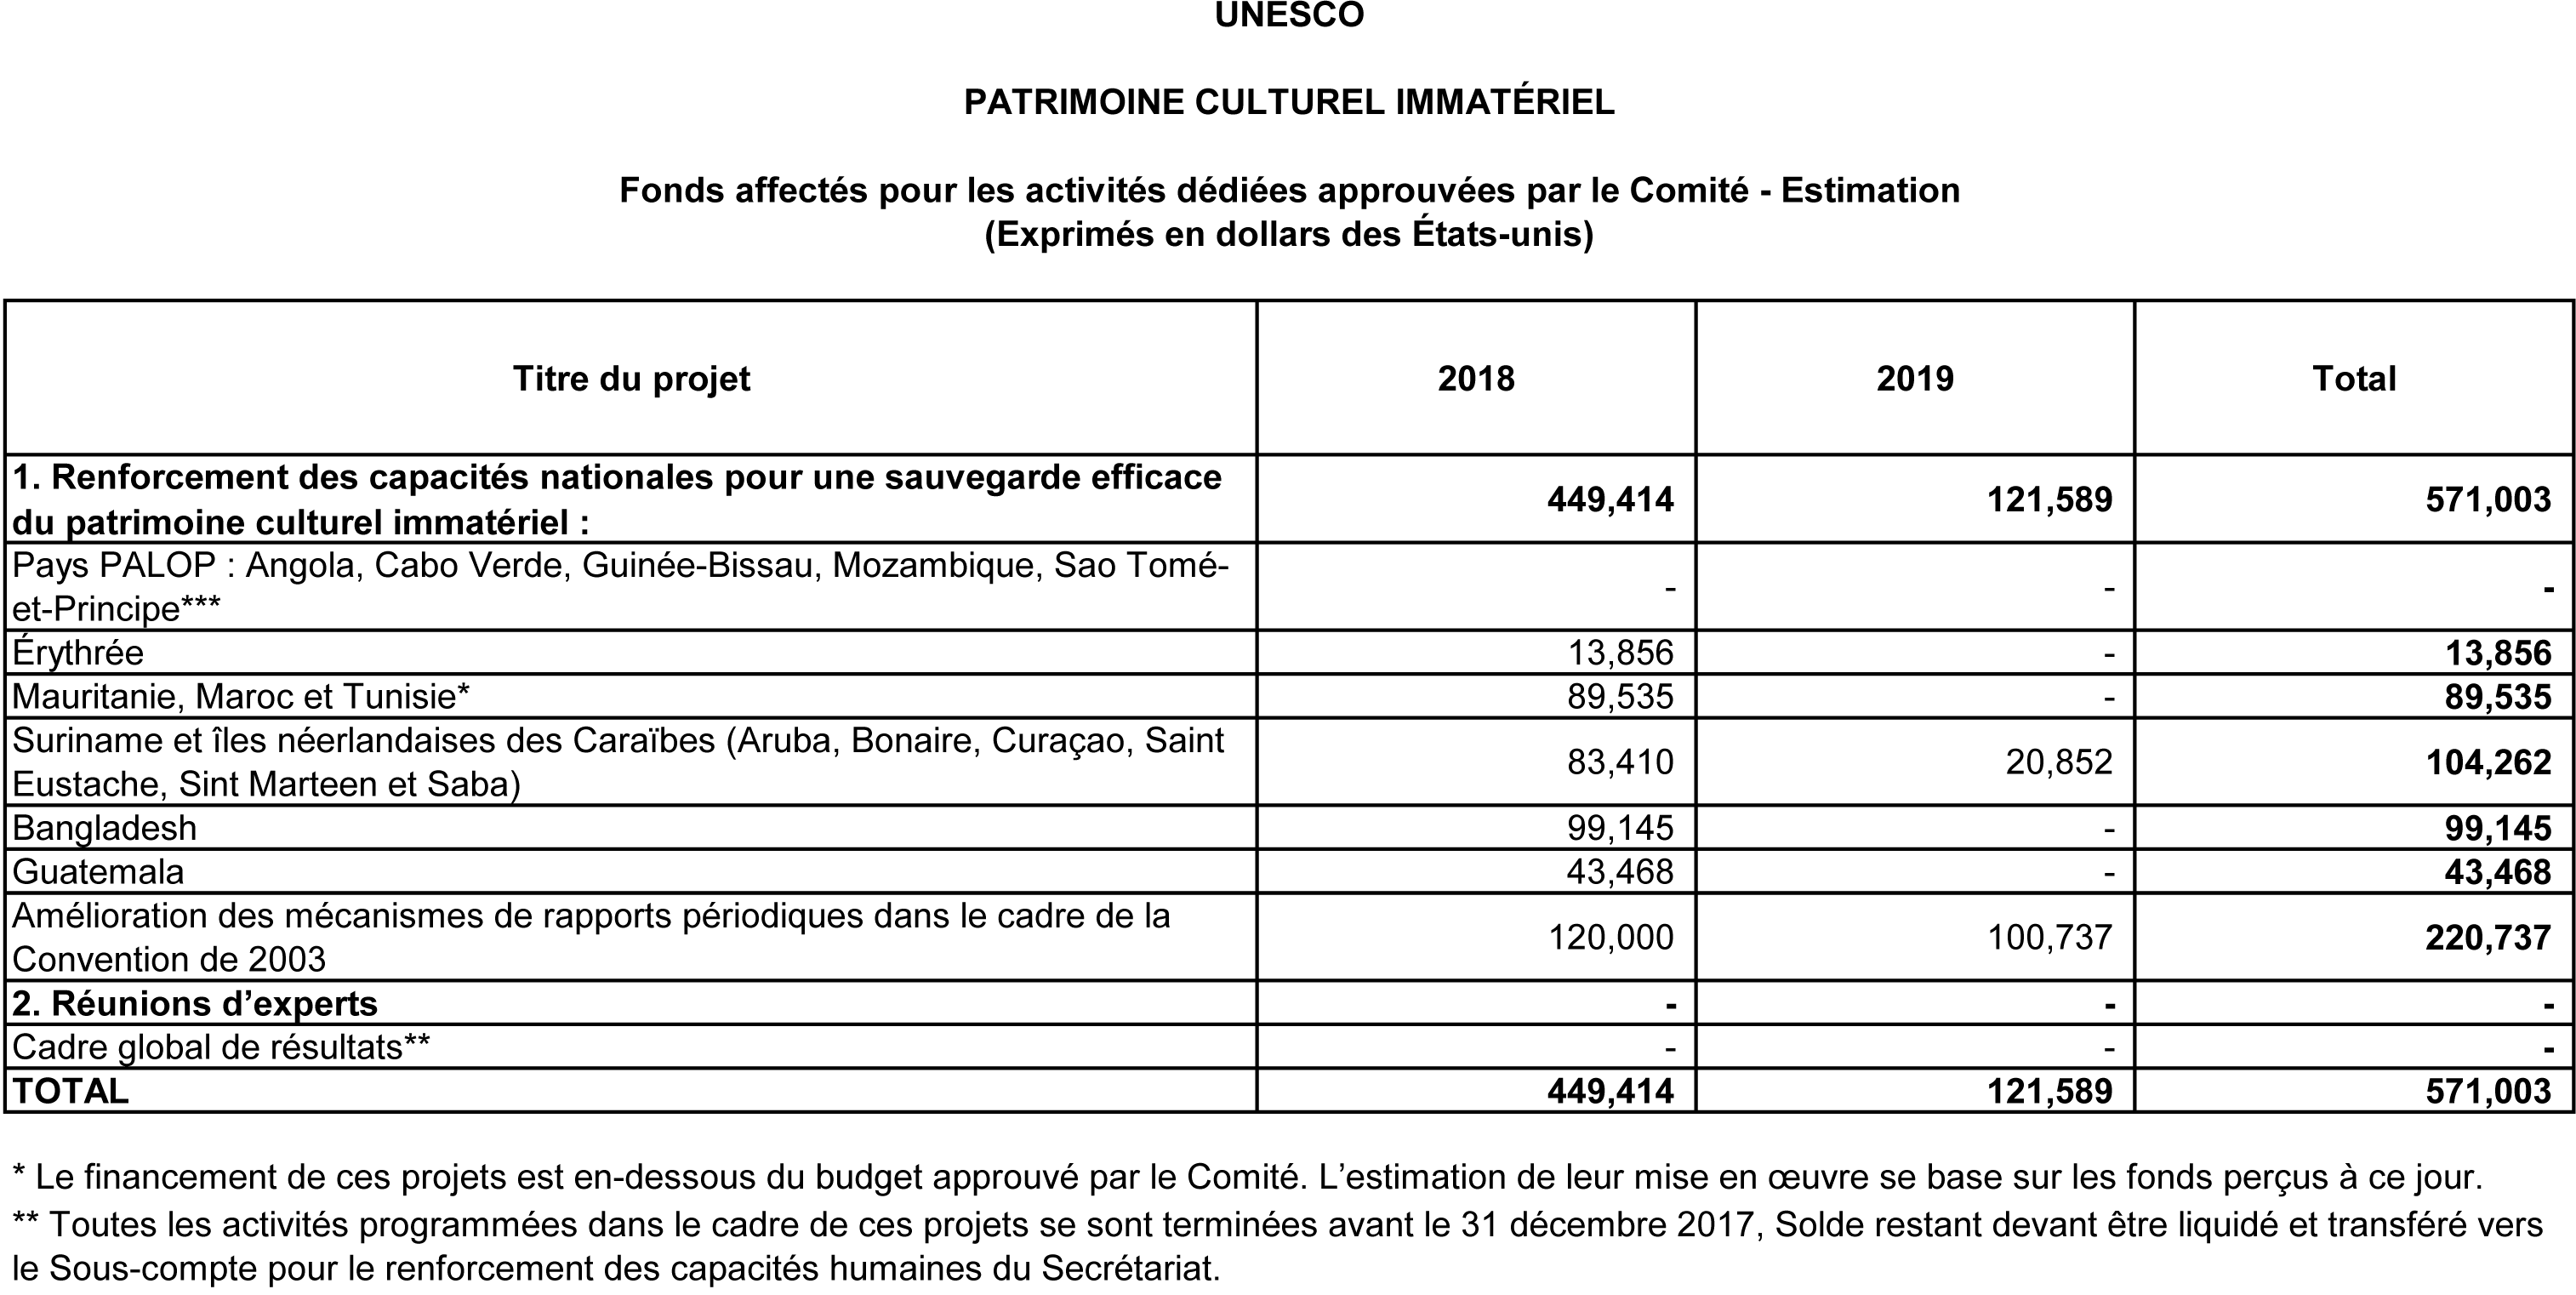 UNESCO
PATRIMOINE CULTUREL IMMATÉRIEL
Fonds affectés pour les activités dédiées approuvées par le Comité - Estimation
(Exprimés en dollars des États-unis)
Titre du projet 2018 2019 Total
1. Renforcement des capacités nationales pour une sauvegarde efficace
du patrimoine culturel immatériel : 449,414 121,589 571,003
Pays PALOP : Angola, Cabo Verde, Guinée-Bissau, Mozambique, Sao Tomé-
et-Principe*** - - -
Érythrée 13,856 - 13,856
Mauritanie, Maroc et Tunisie* 89,535 - 89,535
Suriname et îles néerlandaises des Caraïbes (Aruba, Bonaire, Curaçao, Saint
Eustache, Sint Marteen et Saba) 83,410 20,852 104,262
Bangladesh 99,145 - 99,145
Guatemala 43,468 - 43,468
Amélioration des mécanismes de rapports périodiques dans le cadre de la
Convention de 2003 120,000 100,737 220,737
2. Réunions d’experts - - -
Cadre global de résultats** - - -
TOTAL 449,414 121,589 571,003
* Le financement de ces projets est en-dessous du budget approuvé par le Comité. L’estimation de leur mise en œuvre se base sur les fonds perçus à ce jour.
** Toutes les activités programmées dans le cadre de ces projets se sont terminées avant le 31 décembre 2017, Solde restant devant être liquidé et transféré vers
le Sous-compte pour le renforcement des capacités humaines du Secrétariat.